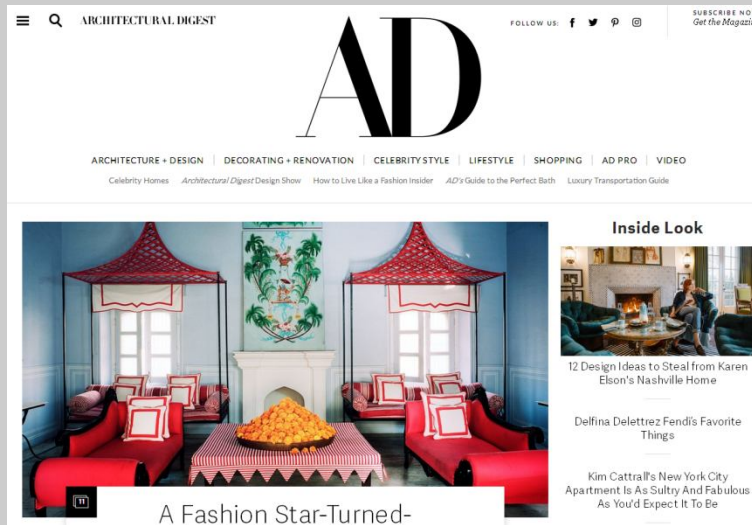 ARCHITECTURAL DIGEST
FOLLOW US:
SUBSCRIBE NO
Get the Magazi
AD
ARCHITECTURE + DESIGN | DECORATING + RENOVATION | CELEBRITY STYLE | LIFESTYLE | SHOPPING | AD PRO | VIDEO
Celebrity Homes Architectural Digest Design Show How to Live Like a Fashion Insider AD's Guide to the Perfect Bath Luxury Transportation Guide
Inside Look
12 Design Ideas to Steal from Karen
Elson's Nashville Home
Delfina Delettrez Fendi's Favorite
Things
Kim Cattrall's New York City
Apartment Is As Sultry And Fabulous
As You'd Expect It To Be
11
A Fashion Star-Turned-